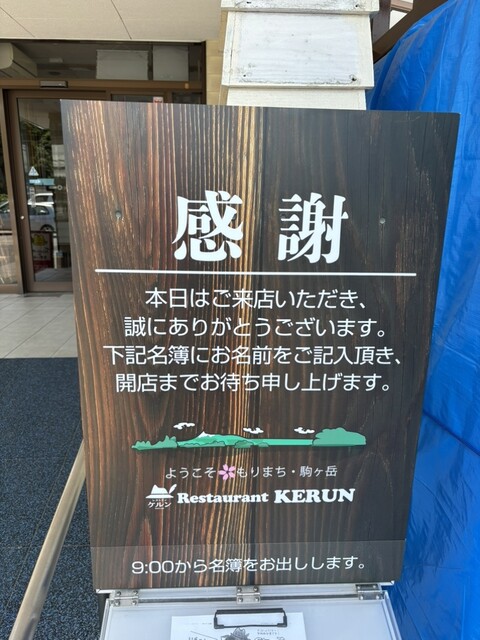 感謝
本日はご来店いただき、
誠にありがとうございます。
下記名簿にお名前をご記入頂き、
開店までお待ち申し上げます。
ようこそ もりまち・駒ヶ岳
ケルン Restaurant KERUN
9:00から名簿をお出しします。